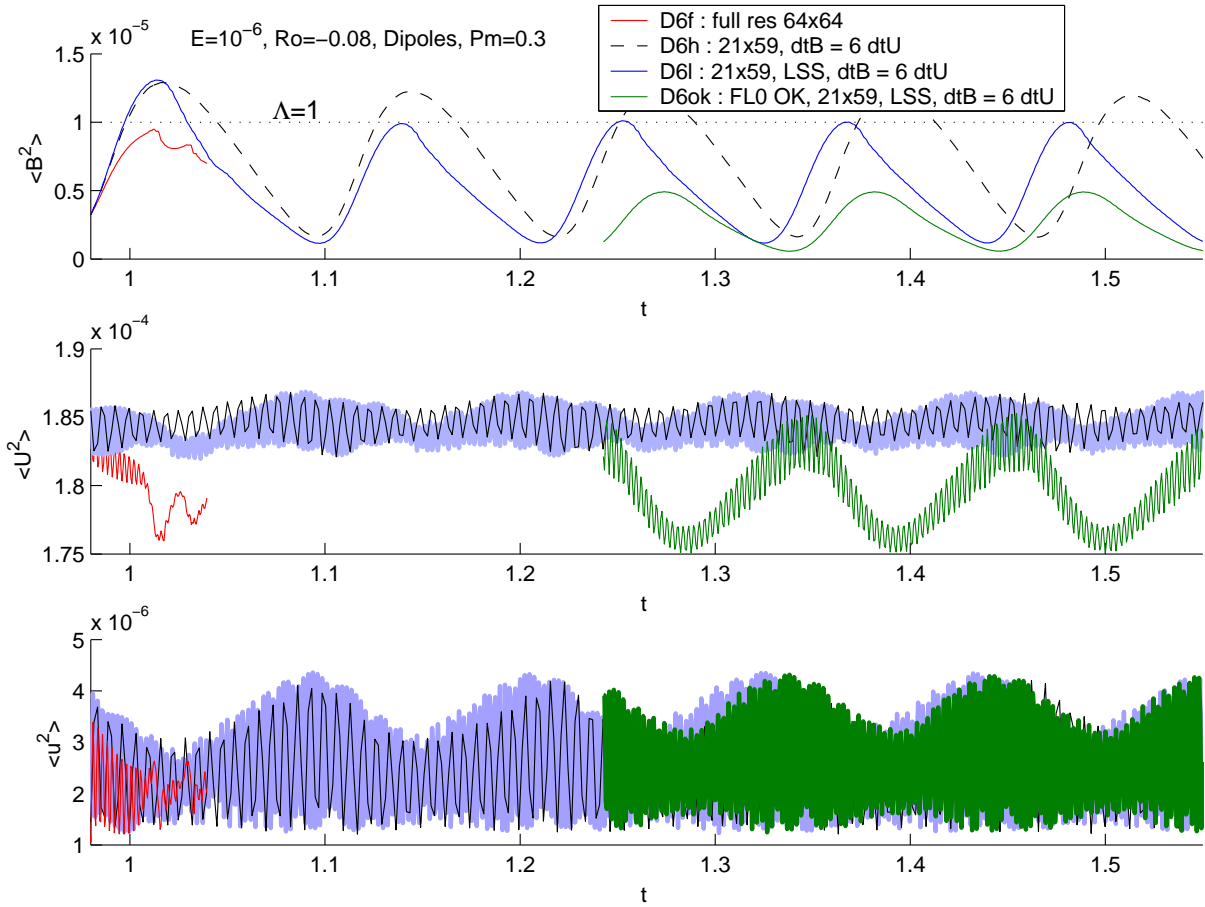 D6f : full res 64x64
D6h : 21x59, dtB = 6 dtU
D6l : 21x59, LSS, dtB = 6 dtU
D6ok : FL0 OK, 21x59, LSS, dtB = 6 dtU
x 10⁻⁵
E=10⁻⁶, Ro=−0.08, Dipoles, Pm=0.3
Λ=1
<B²>
1.5
1
0.5
0
1 1.1 1.2 1.3 1.4 1.5
t
x 10⁻⁴
<U²>
1.9
1.85
1.8
1.75
1 1.1 1.2 1.3 1.4 1.5
t
x 10⁻⁶
<u²>
5
4
3
2
1
1 1.1 1.2 1.3 1.4 1.5
t